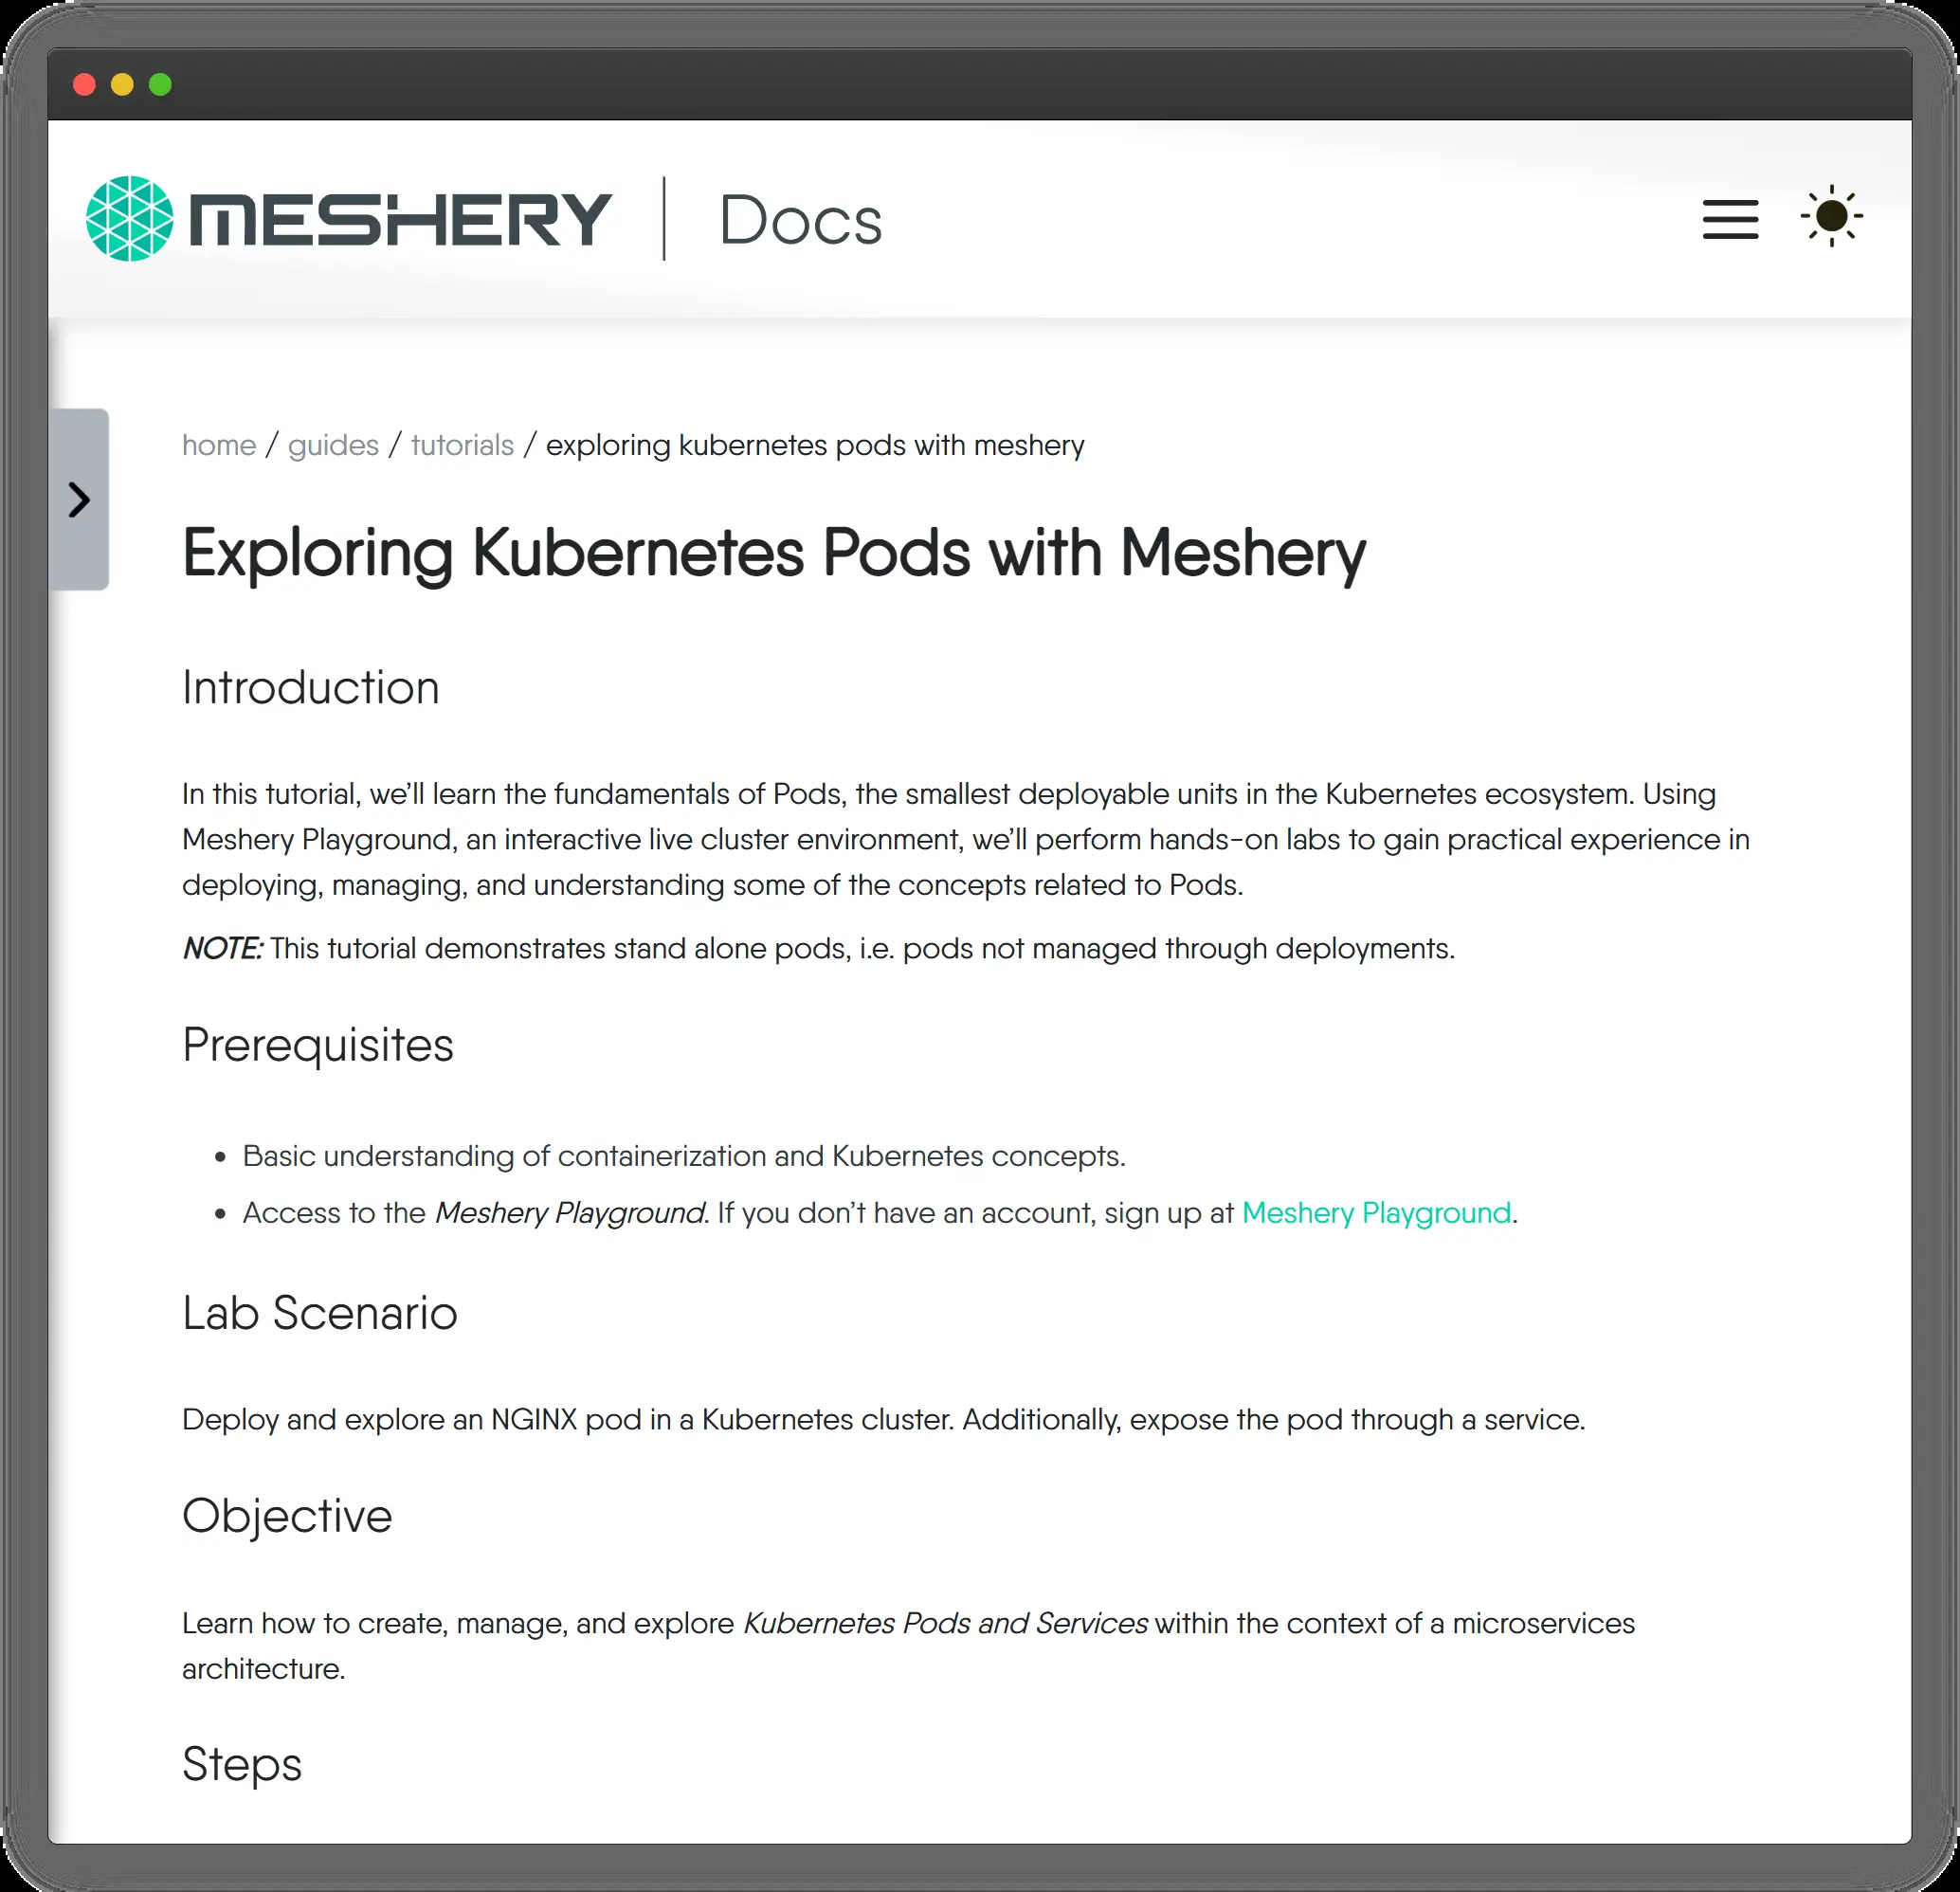 MESHERY | Docs
home / guides / tutorials / exploring kubernetes pods with meshery
Exploring Kubernetes Pods with Meshery
Introduction
In this tutorial, we’ll learn the fundamentals of Pods, the smallest deployable units in the Kubernetes ecosystem. Using
Meshery Playground, an interactive live cluster environment, we’ll perform hands-on labs to gain practical experience in
deploying, managing, and understanding some of the concepts related to Pods.
NOTE: This tutorial demonstrates stand alone pods, i.e. pods not managed through deployments.
Prerequisites
• Basic understanding of containerization and Kubernetes concepts.
• Access to the Meshery Playground. If you don’t have an account, sign up at Meshery Playground.
Lab Scenario
Deploy and explore an NGINX pod in a Kubernetes cluster. Additionally, expose the pod through a service.
Objective
Learn how to create, manage, and explore Kubernetes Pods and Services within the context of a microservices
architecture.
Steps